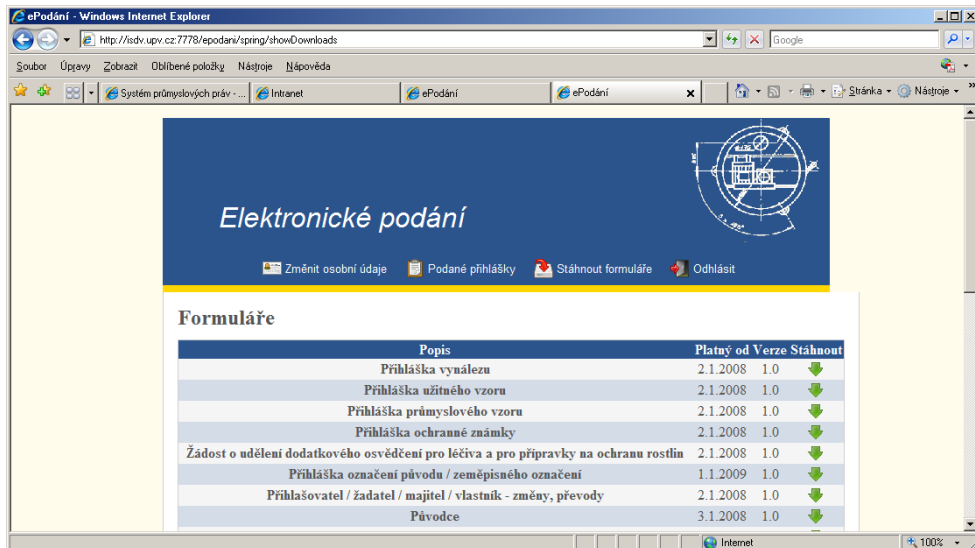 ePodání - Windows Internet Explorer
http://isdv.upv.cz:7778/epodani/spring/showDownloads
Google
Soubor Úpravy Zobrazit Oblíbené položky Nástroje Nápověda
Systém průmyslových práv - ... Intranet ePodání ePodání Stránka Nástroje
Elektronické podání
Změnit osobní údaje Podané přihlášky Stáhnout formuláře Odhlásit
Formuláře
Popis Platný od Verze Stáhnout
Přihláška vynálezu 2.1.2008 1.0
Přihláška užitného vzoru 2.1.2008 1.0
Přihláška průmyslového vzoru 2.1.2008 1.0
Přihláška ochranné známky 2.1.2008 1.0
Žádost o udělení dodatkového osvědčení pro léčiva a pro přípravky na ochranu rostlin 2.1.2008 1.0
Přihláška označení původu / zeměpisného označení 1.1.2009 1.0
Přihlašovatel / žadatel / majitel / vlastník - změny, převody 2.1.2008 1.0
Původce 3.1.2008 1.0
Internet 100%